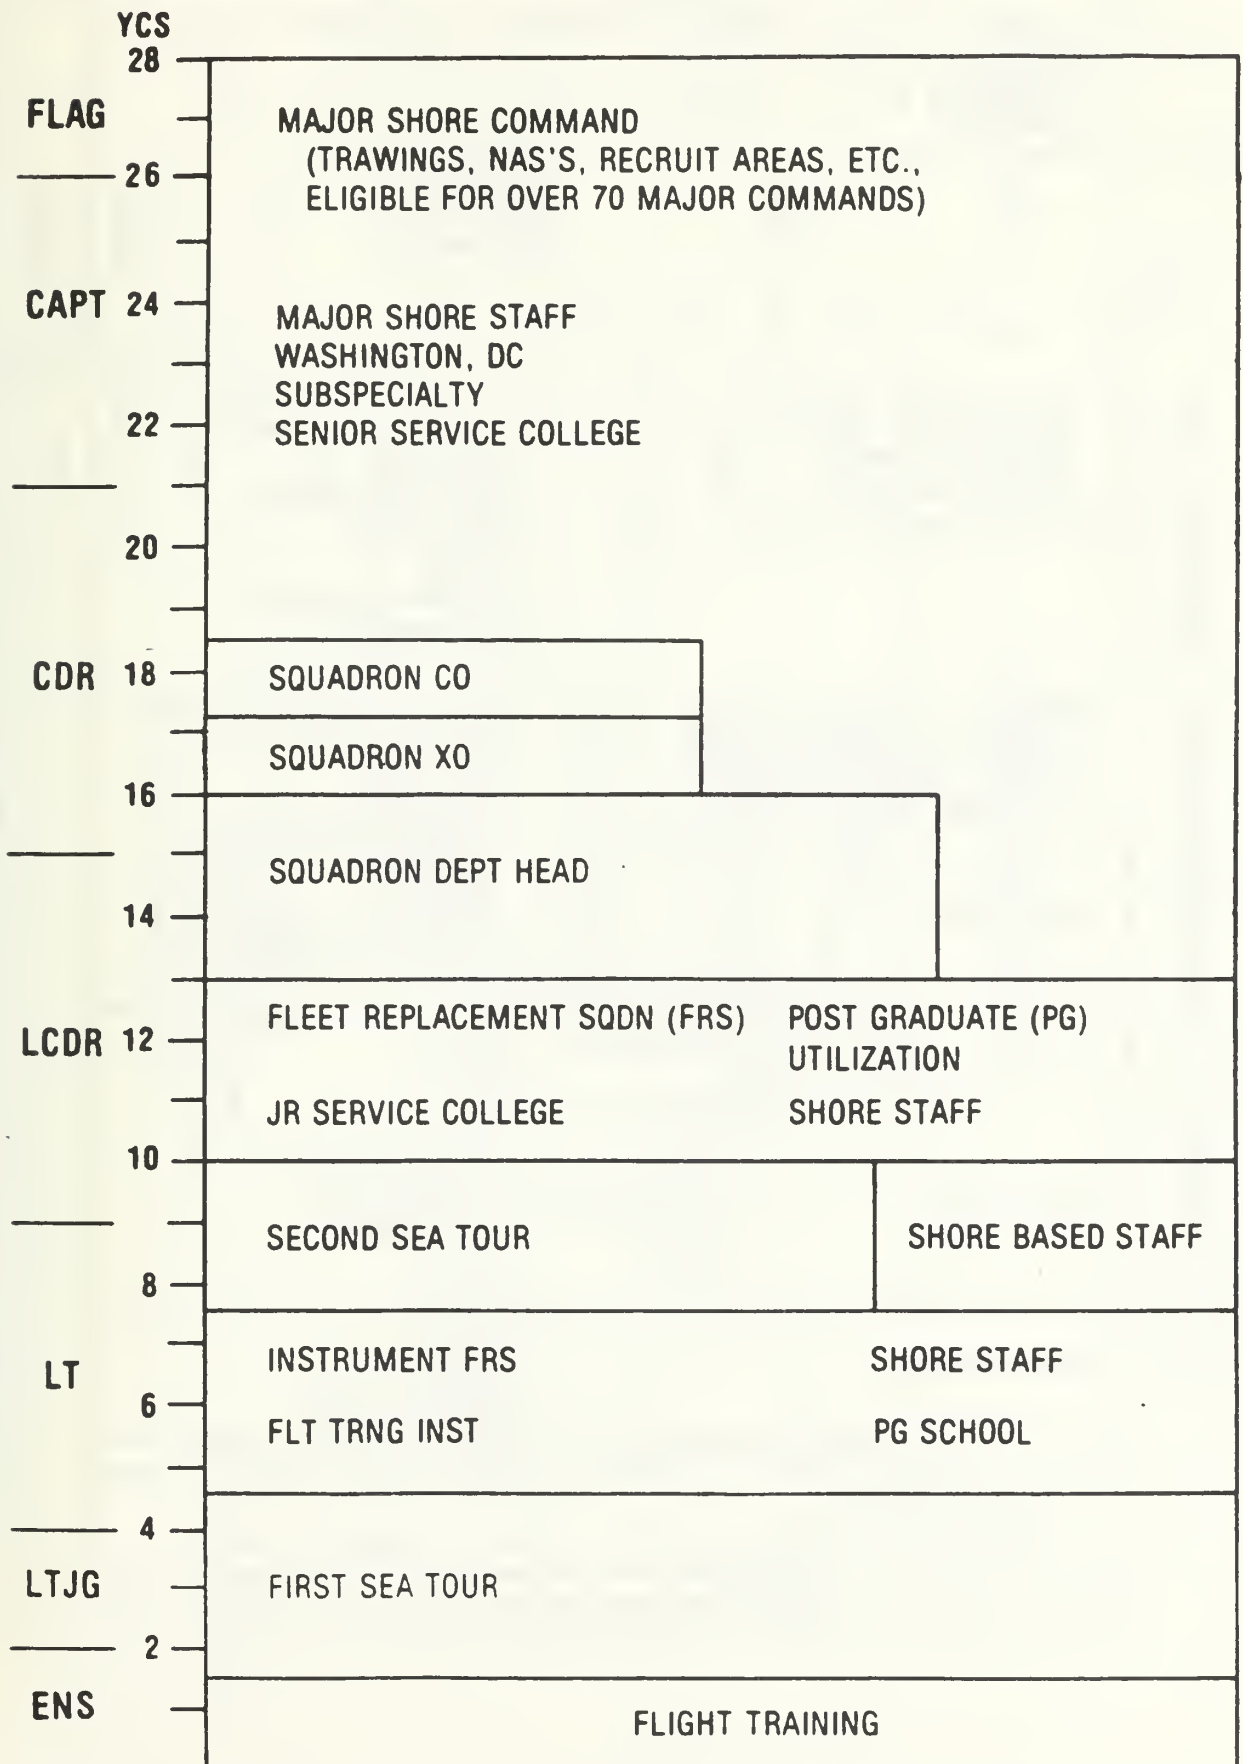 YCS
28
FLAG
MAJOR SHORE COMMAND
(TRAWINGS, NAS'S, RECRUIT AREAS, ETC.,
26
ELIGIBLE FOR OVER 70 MAJOR COMMANDS)
CAPT 24
MAJOR SHORE STAFF
WASHINGTON, DC
SUBSPECIALTY
22
SENIOR SERVICE COLLEGE
20
CDR 18
SQUADRON CO
SQUADRON XO
16
SQUADRON DEPT HEAD
14
LCDR 12
FLEET REPLACEMENT SQDN (FRS)
POST GRADUATE (PG)
UTILIZATION
JR SERVICE COLLEGE
SHORE STAFF
10
SECOND SEA TOUR
SHORE BASED STAFF
8
LT
INSTRUMENT FRS
SHORE STAFF
6
FLT TRNG INST
PG SCHOOL
4
LTJG
FIRST SEA TOUR
2
ENS
FLIGHT TRAINING